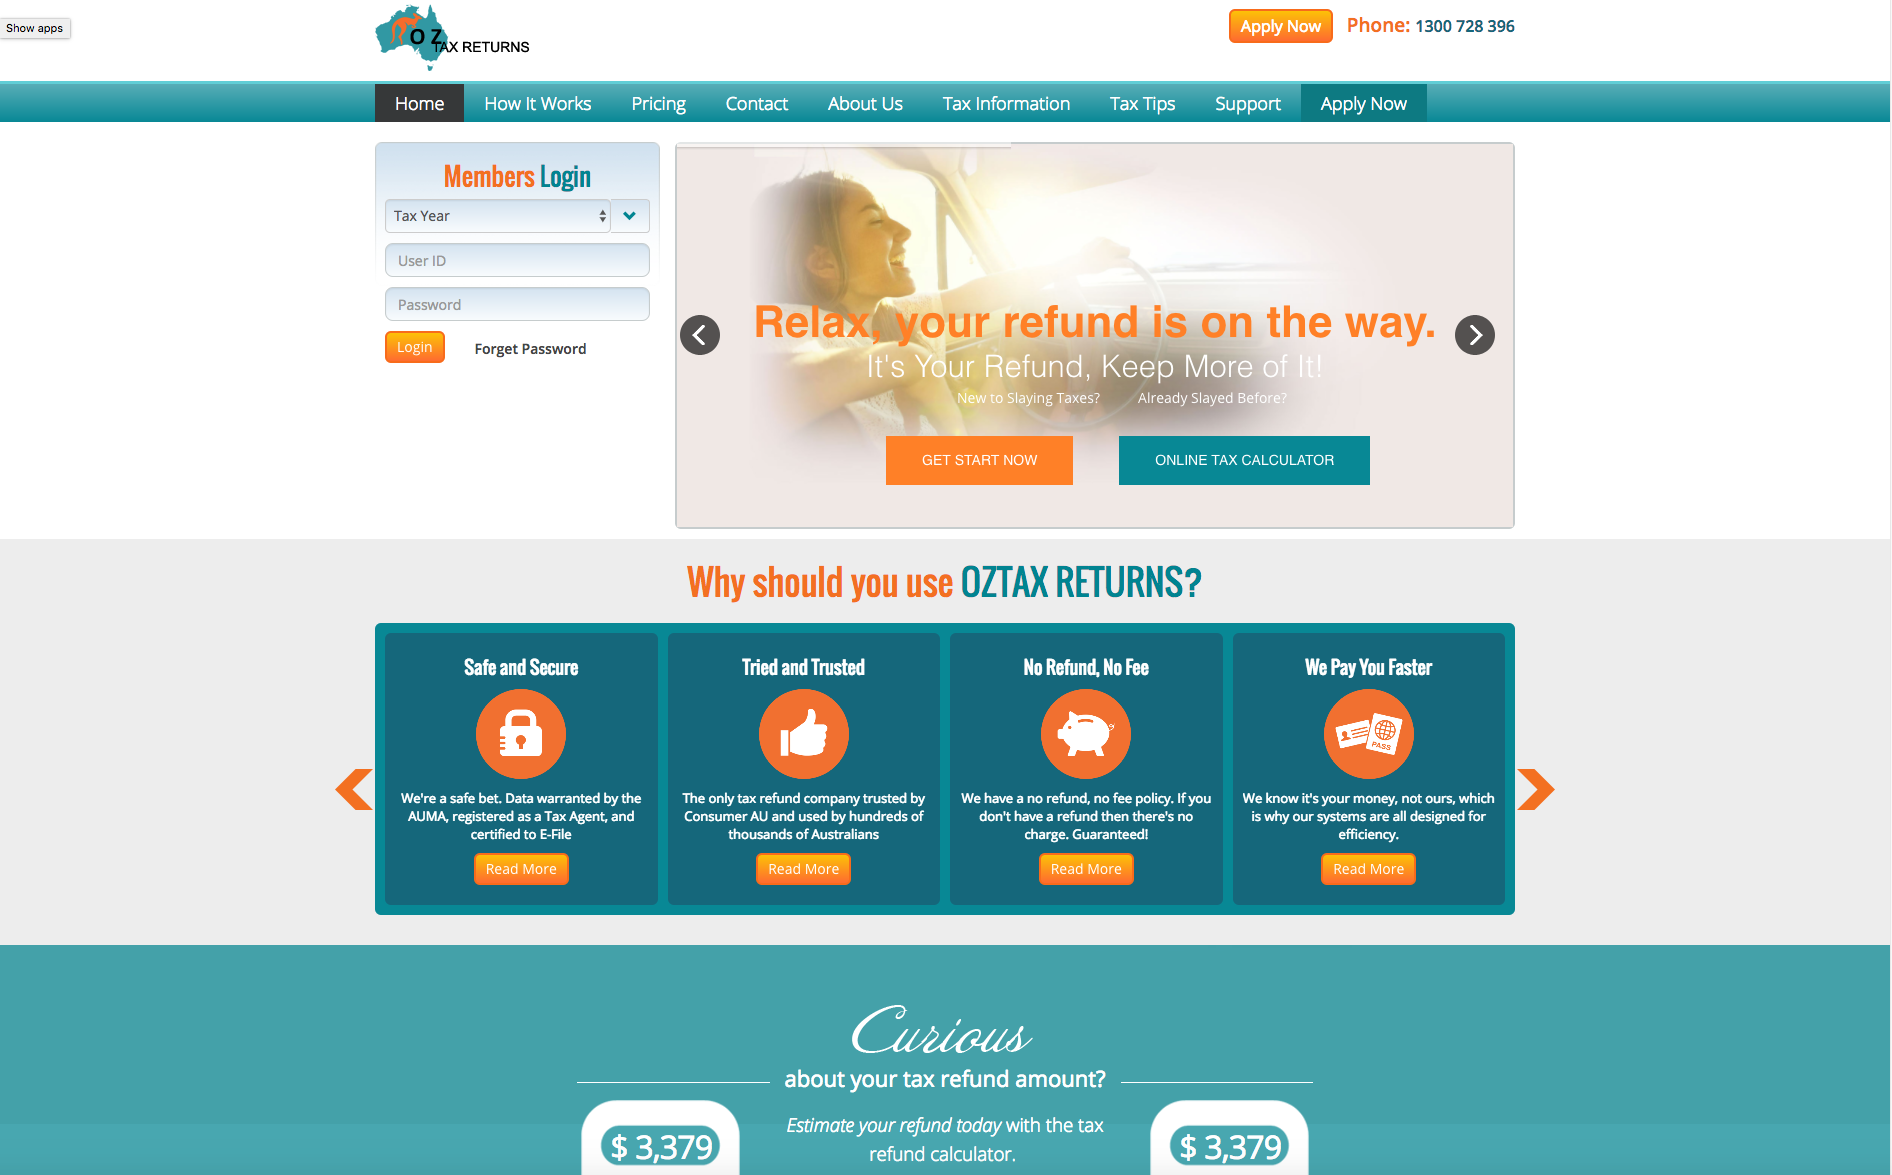 Show apps
OZ
TAX RETURNS
Apply Now
Phone: 1300 728 396
Home How It Works Pricing Contact About Us Tax Information Tax Tips Support Apply Now
Members Login
Tax Year
User ID
Password
Login Forget Password
Relax, your refund is on the way.
It's Your Refund, Keep More of It!
New to Slaying Taxes? Already Slayed Before?
GET START NOW ONLINE TAX CALCULATOR
Why should you use OZTAX RETURNS?
Safe and Secure
We're a safe bet. Data warranted by the
AUMA, registered as a Tax Agent, and
certified to E-File
Read More
Tried and Trusted
The only tax refund company trusted by
Consumer AU and used by hundreds of
thousands of Australians
Read More
No Refund, No Fee
We have a no refund, no fee policy. If you
don't have a refund then there's no
charge. Guaranteed!
Read More
We Pay You Faster
PASS
We know it's your money, not ours, which
is why our systems are all designed for
efficiency.
Read More
Curious
about your tax refund amount?
Estimate your refund today with the tax
refund calculator.
$ 3,379
$ 3,379